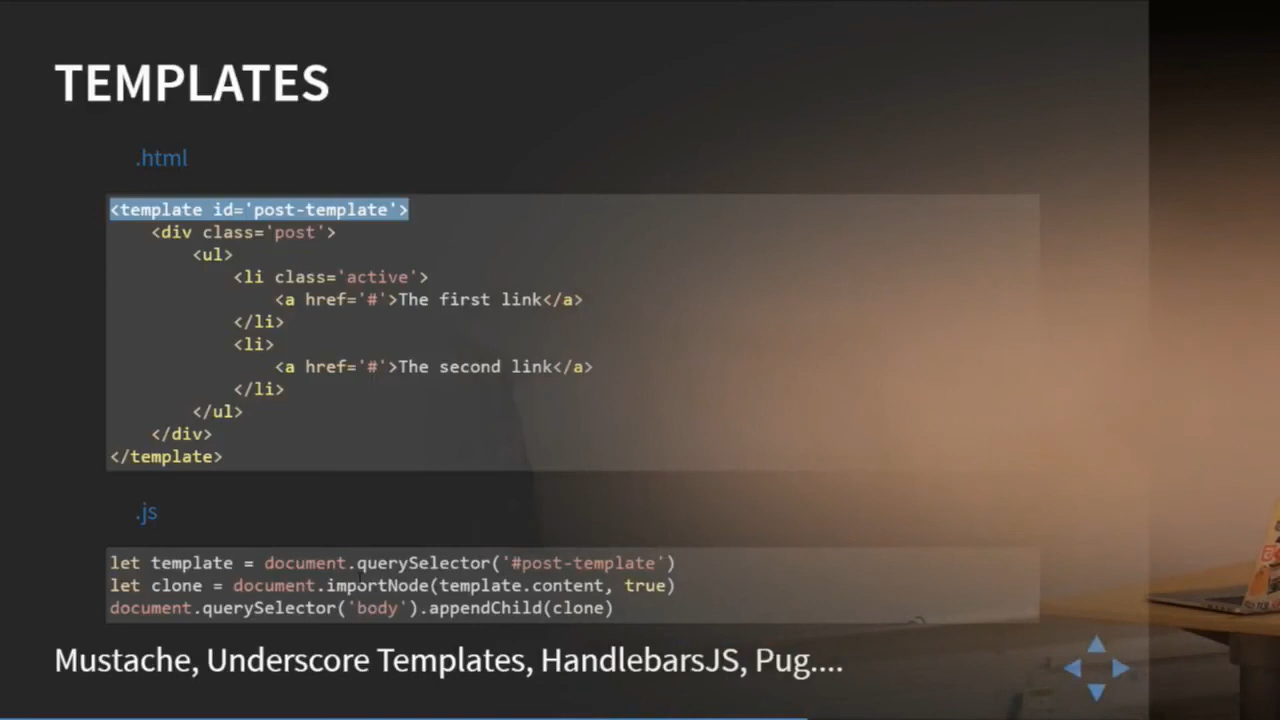 TEMPLATES
.html
<template id='post-template'>
<div class='post'>
<ul>
<li class='active'>
<a href='#'>The first link</a>
</li>
<li>
<a href='#'>The second link</a>
</li>
</ul>
</div>
</template>
.js
let template = document.querySelector('#post-template')
let clone = document.importNode(template.content, true)
document.querySelector('body').appendChild(clone)
Mustache, Underscore Templates, HandlebarsJS, Pug....